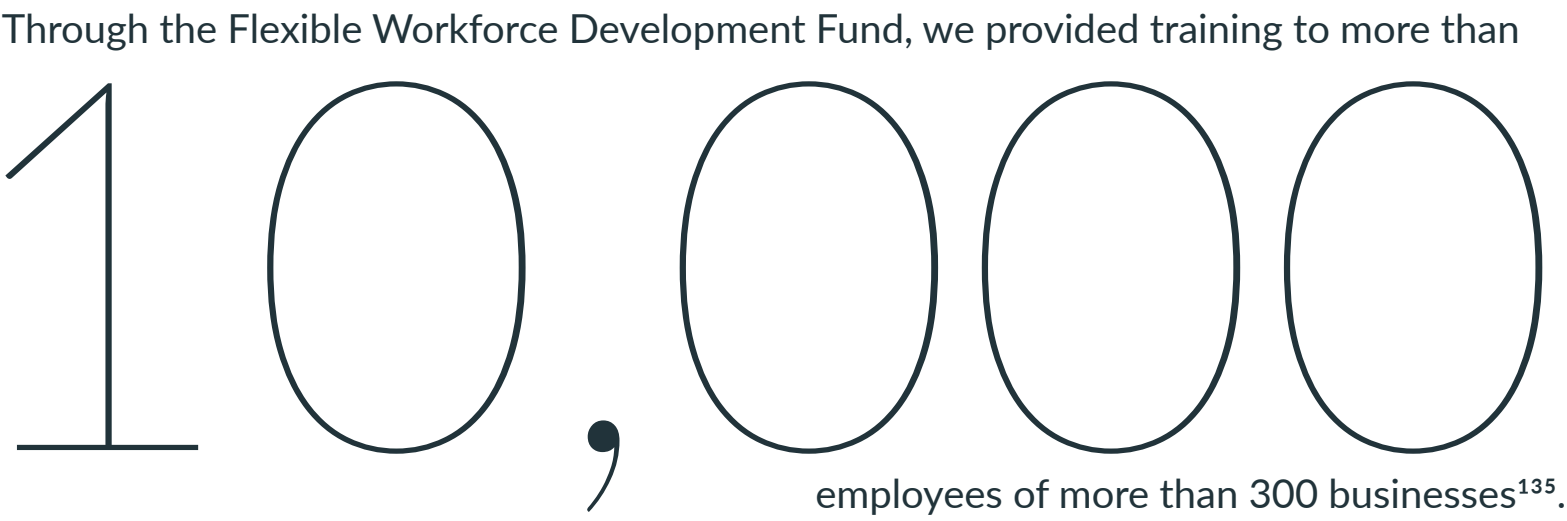 Through the Flexible Workforce Development Fund, we provided training to more than
10,000
employees of more than 300 businesses¹³⁵.